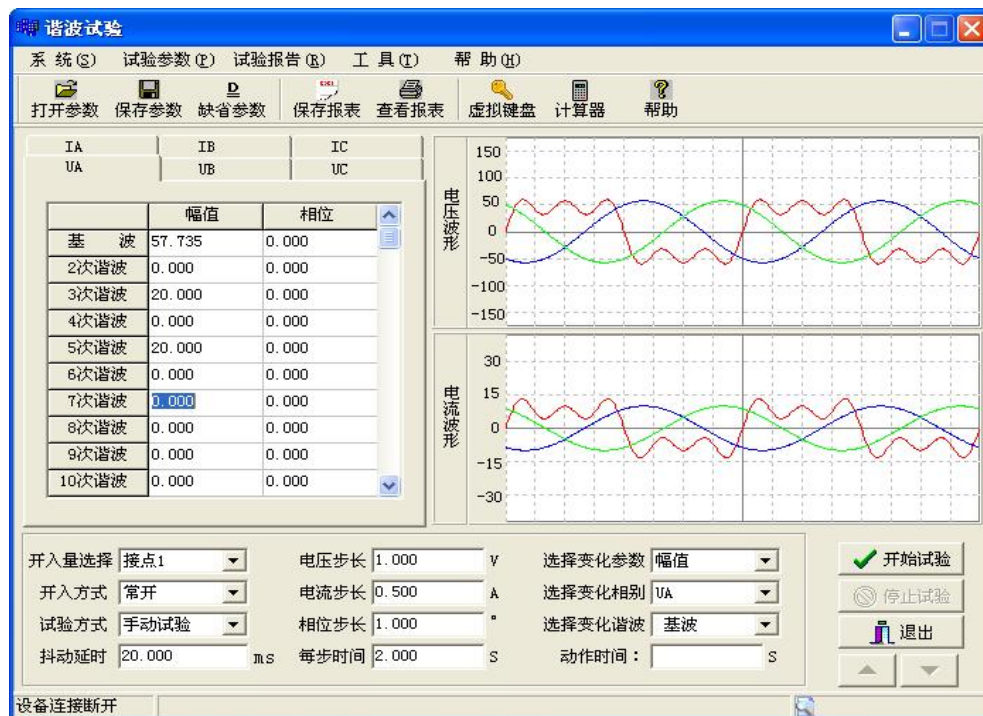 谐波试验
系 统(S) 试验参数(P) 试验报告(R) 工 具(T) 帮 助(H)
打开参数 保存参数 缺省参数 保存报表 查看报表 虚拟键盘 计算器 帮助
IA IB IC
UA UB UC
幅值 相位
基 波 57.735 0.000
2次谐波 0.000 0.000
3次谐波 20.000 0.000
4次谐波 0.000 0.000
5次谐波 20.000 0.000
6次谐波 0.000 0.000
7次谐波 0.000 0.000
8次谐波 0.000 0.000
9次谐波 0.000 0.000
10次谐波 0.000 0.000
电压波形
150
100
50
0
-50
-100
-150
电流波形
30
15
0
-15
-30
开入量选择 接点1 电压步长 1.000 V 选择变化参数 幅值 开始试验
开入方式 常开 电流步长 0.500 A 选择变化相别 UA 停止试验
试验方式 手动试验 相位步长 1.000 ° 选择变化谐波 基波 退出
抖动延时 20.000 ms 每步时间 2.000 S 动作时间： S
设备连接断开